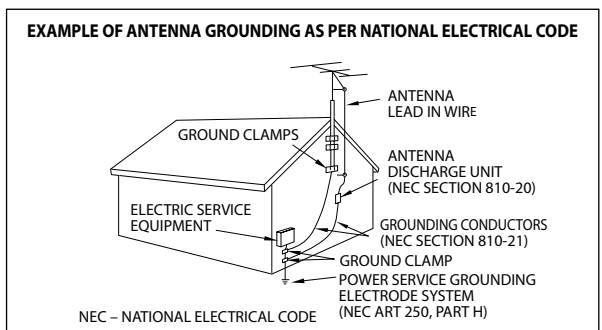 EXAMPLE OF ANTENNA GROUNDING AS PER NATIONAL ELECTRICAL CODE
ANTENNA
LEAD IN WIRE
GROUND CLAMPS
ANTENNA
DISCHARGE UNIT
(NEC SECTION 810-20)
ELECTRIC SERVICE
EQUIPMENT
GROUNDING CONDUCTORS
(NEC SECTION 810-21)
GROUND CLAMP
POWER SERVICE GROUNDING
ELECTRODE SYSTEM
(NEC ART 250, PART H)
NEC – NATIONAL ELECTRICAL CODE